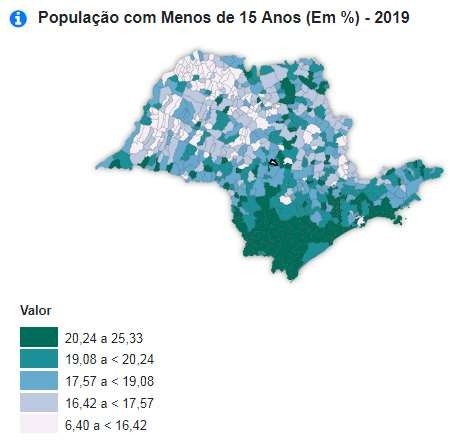 População com Menos de 15 Anos (Em %) - 2019
Valor
20,24 a 25,33
19,08 a < 20,24
17,57 a < 19,08
16,42 a < 17,57
6,40 a < 16,42